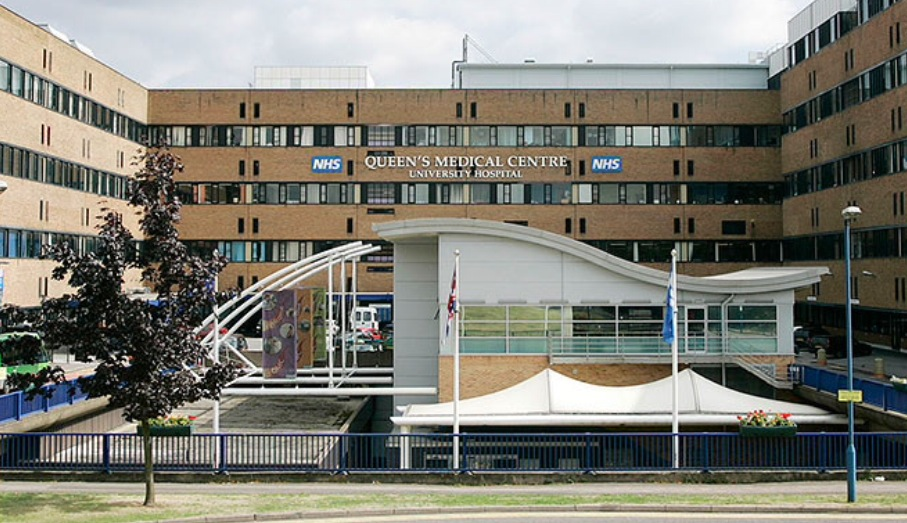 NHS QUEEN'S MEDICAL CENTRE NHS
UNIVERSITY HOSPITAL